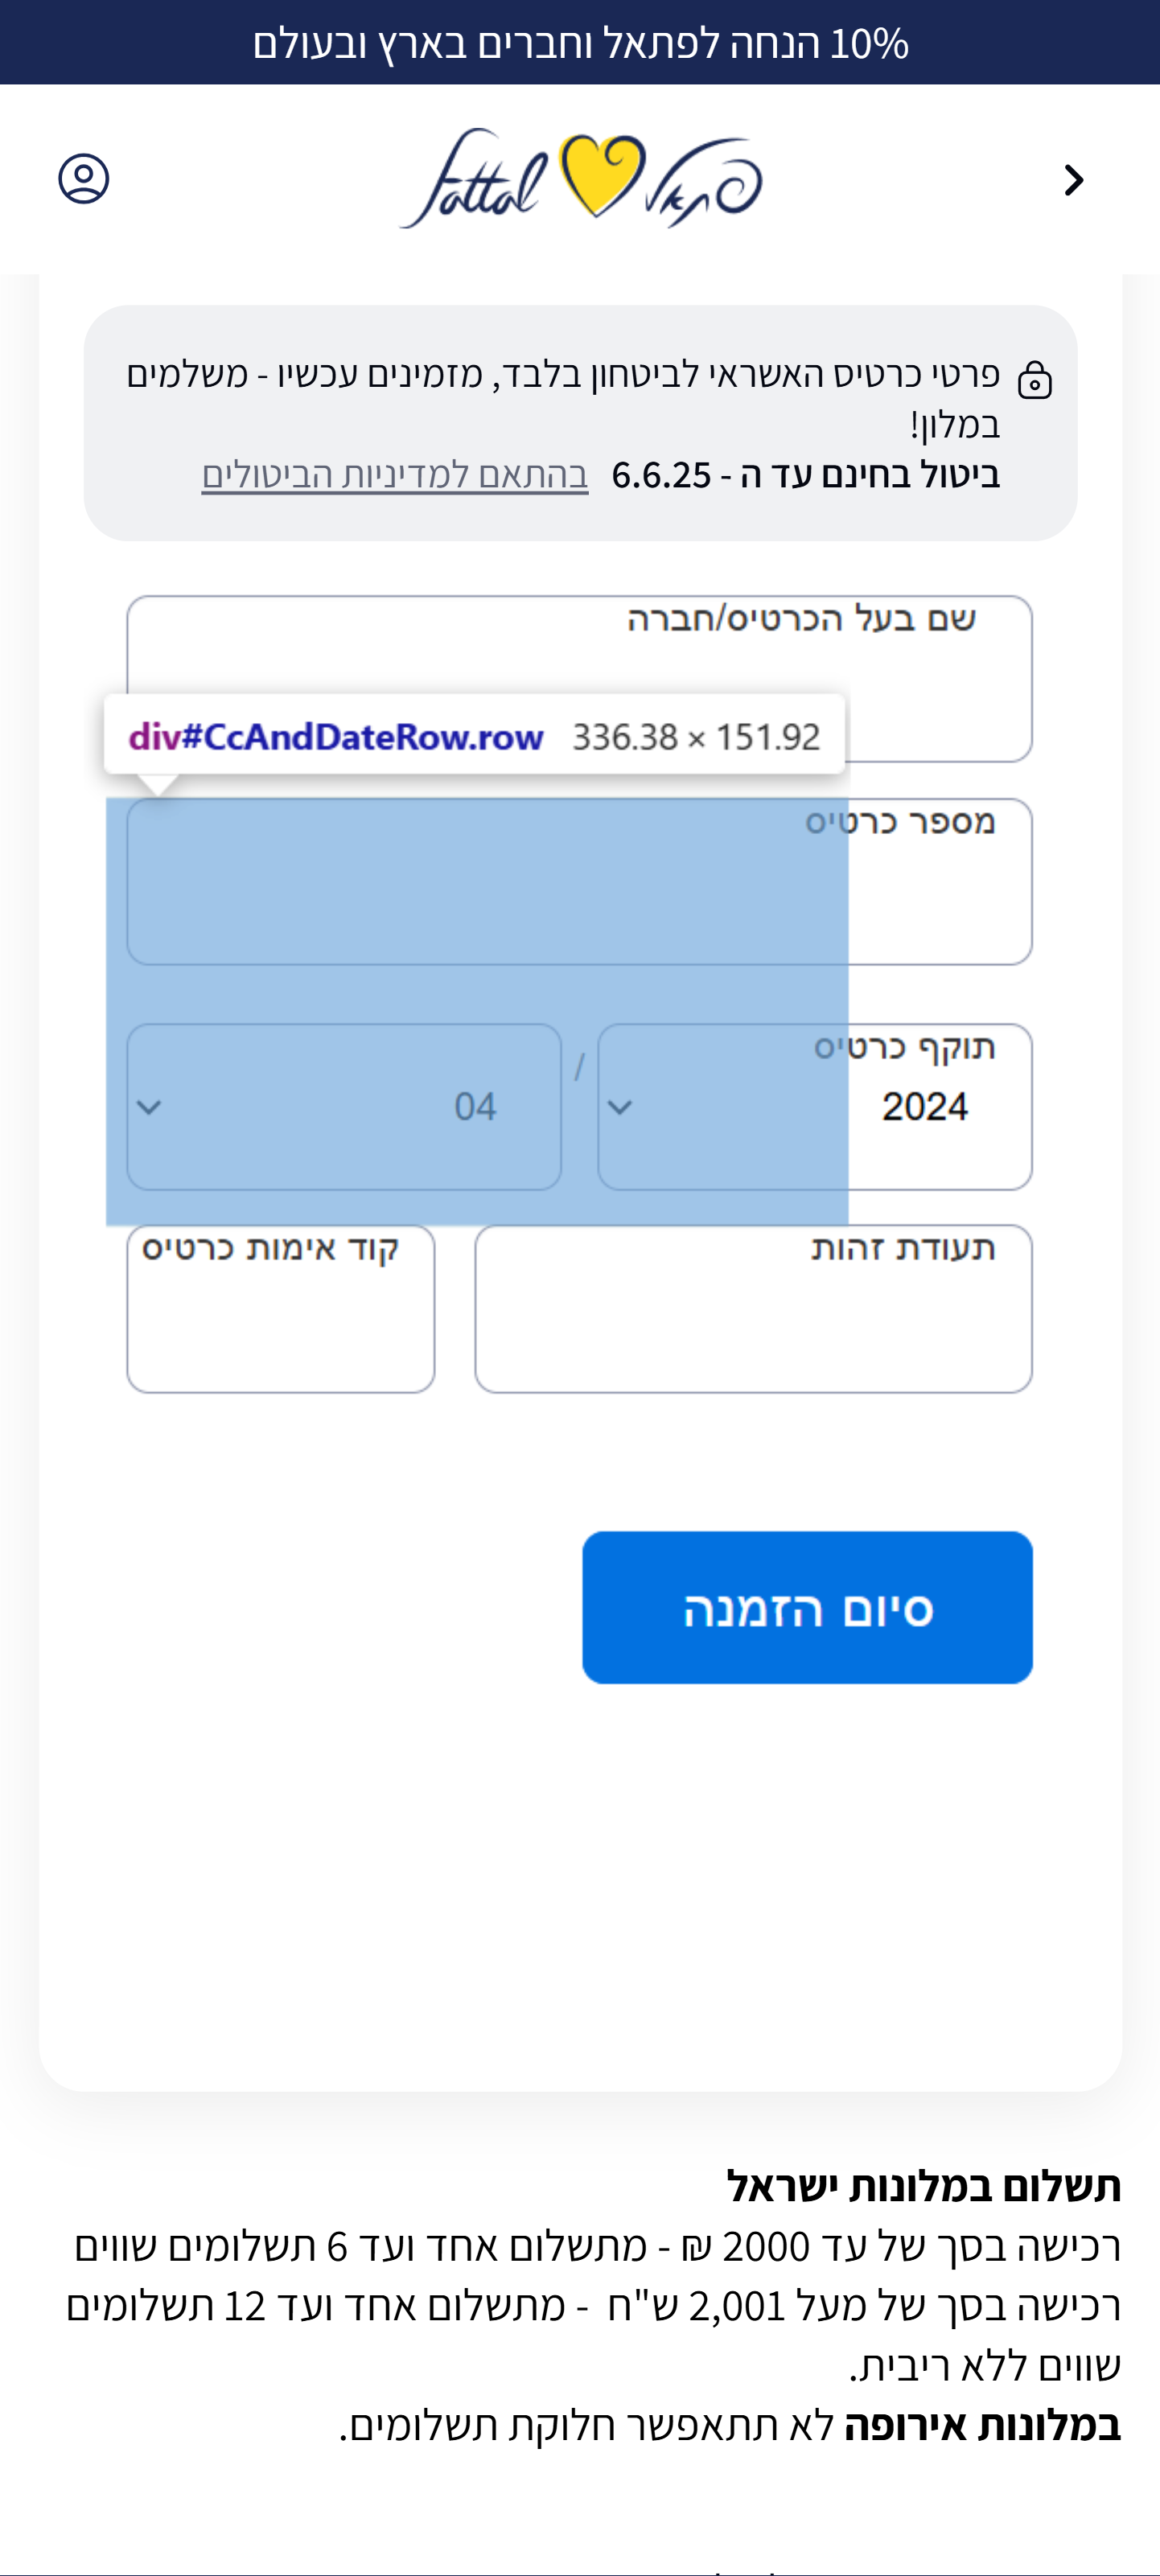 10% הנחה לפתאל וחברים בארץ ובעולם
פתאל fattal
פרטי כרטיס האשראי לביטחון בלבד, מזמינים עכשיו - משלמים
במלון!
ביטול בחינם עד ה - 6.6.25 בהתאם למדיניות הביטולים
שם בעל הכרטיס/חברה
div#CcAndDateRow.row 336.38 × 151.92
מספר כרטיס
תוקף כרטיס
2024 / 04
תעודת זהות
קוד אימות כרטיס
סיום הזמנה
תשלום במלונות ישראל
רכישה בסך של עד 2000 ₪ - מתשלום אחד ועד 6 תשלומים שווים
רכישה בסך של מעל 2,001 ש"ח - מתשלום אחד ועד 12 תשלומים
שווים ללא ריבית.
במלונות אירופה לא תתאפשר חלוקת תשלומים.